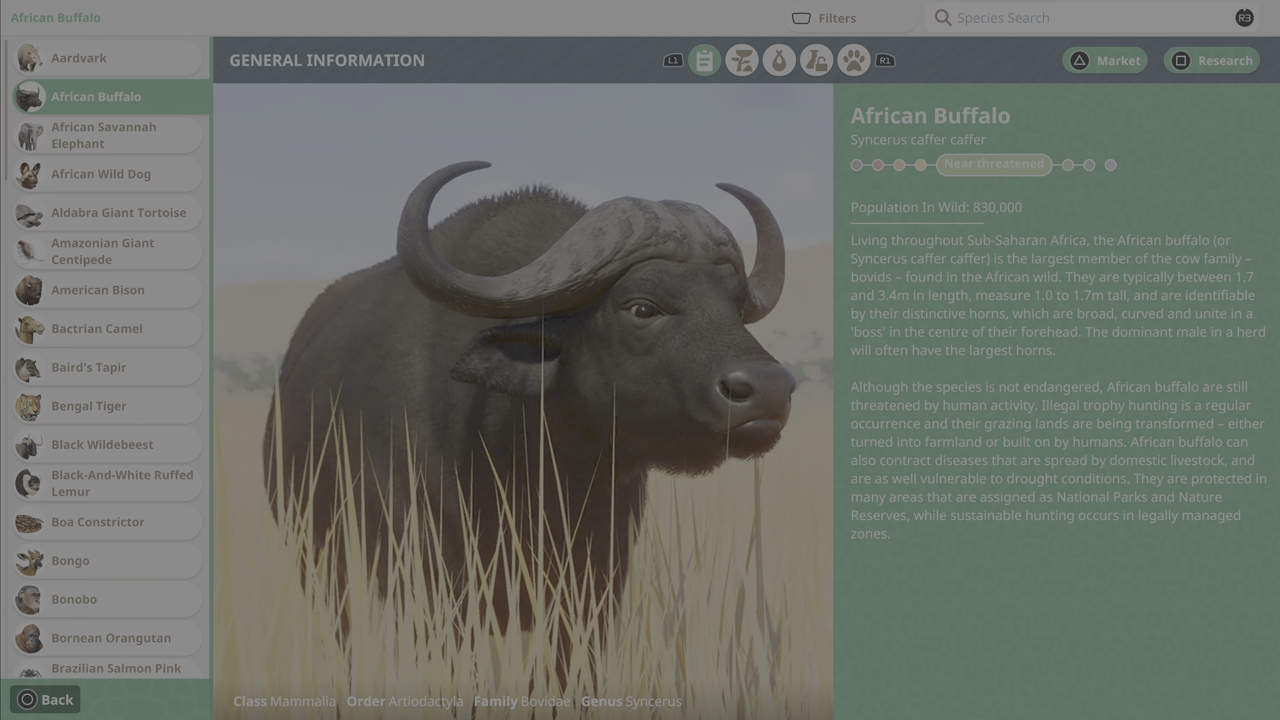 African Buffalo
Filters
Species Search
R3
Aardvark
African Buffalo
African Savannah
Elephant
African Wild Dog
Aldabra Giant Tortoise
Amazonian Giant
Centipede
American Bison
Bactrian Camel
Baird's Tapir
Bengal Tiger
Black Wildebeest
Black-And-White Ruffed
Lemur
Boa Constrictor
Bongo
Bonobo
Bornean Orangutan
Brazilian Salmon Pink
Back
GENERAL INFORMATION
L1
R1
Market
Research
Class Mammalia Order Artiodactyla Family Bovidae Genus Syncerus
African Buffalo
Syncerus caffer caffer
Near threatened
Population In Wild: 830,000
Living throughout Sub-Saharan Africa, the African buffalo (or
Syncerus caffer caffer) is the largest member of the cow family –
bovids – found in the African wild. They are typically between 1.7
and 3.4m in length, measure 1.0 to 1.7m tall, and are identifiable
by their distinctive horns, which are broad, curved and unite in a
'boss' in the centre of their forehead. The dominant male in a herd
will often have the largest horns.
Although the species is not endangered, African buffalo are still
threatened by human activity. Illegal trophy hunting is a regular
occurrence and their grazing lands are being transformed – either
turned into farmland or built on by humans. African buffalo can
also contract diseases that are spread by domestic livestock, and
are as well vulnerable to drought conditions. They are protected in
many areas that are assigned as National Parks and Nature
Reserves, while sustainable hunting occurs in legally managed
zones.